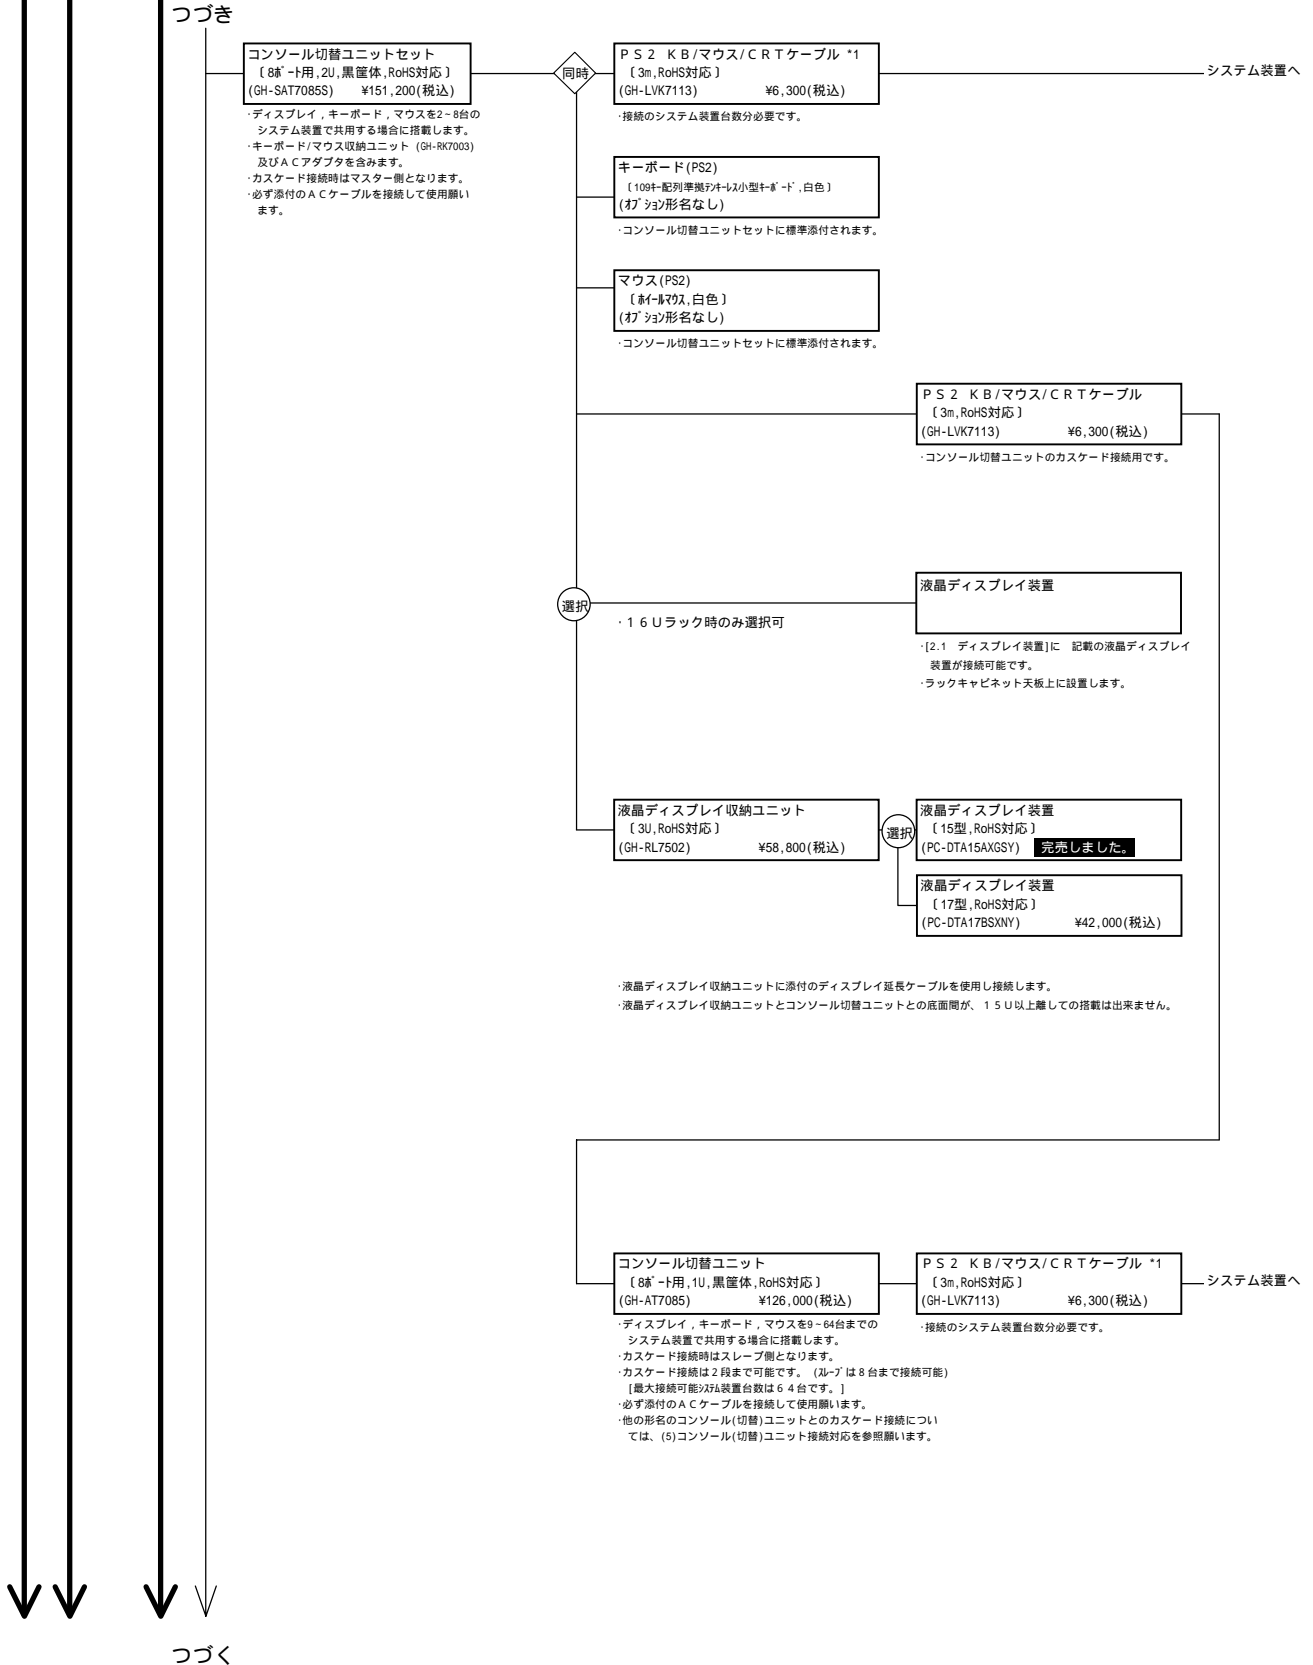 つづき
コンソール切替ユニットセット
〔8ﾎﾟｰﾄ用,2U,黒筐体,RoHS対応〕
(GH-SAT7085S) ¥151,200(税込)
･ディスプレイ，キーボード，マウスを2~8台の
システム装置で共用する場合に搭載します。
･キーボード/マウス収納ユニット (GH-RK7003)
及びＡＣアダプタを含みます。
･カスケード接続時はマスター側となります。
･必ず添付のＡＣケーブルを接続して使用願い
ます。
同時
ＰＳ２ ＫＢ/マウス/ＣＲＴケーブル *1
〔3m,RoHS対応〕
(GH-LVK7113) ¥6,300(税込)
･接続のシステム装置台数分必要です。
システム装置へ
キーボード(PS2)
〔109ｷｰ配列準拠ﾃﾝｷｰﾚｽ小型ｷｰﾎﾞｰﾄﾞ,白色〕
(ｵﾌﾟｼｮﾝ形名なし)
･コンソール切替ユニットセットに標準添付されます。
マウス(PS2)
〔ﾎｲｰﾙﾏｳｽ,白色〕
(ｵﾌﾟｼｮﾝ形名なし)
･コンソール切替ユニットセットに標準添付されます。
ＰＳ２ ＫＢ/マウス/ＣＲＴケーブル
〔3m,RoHS対応〕
(GH-LVK7113) ¥6,300(税込)
･コンソール切替ユニットのカスケード接続用です。
選択
･１６Ｕラック時のみ選択可
液晶ディスプレイ装置
･[2.1 ディスプレイ装置]に 記載の液晶ディスプレイ
装置が接続可能です。
･ラックキャビネット天板上に設置します。
液晶ディスプレイ収納ユニット
〔3U,RoHS対応〕
(GH-RL7502) ¥58,800(税込)
選択
液晶ディスプレイ装置
〔15型,RoHS対応〕
(PC-DTA15AXGSY) 完売しました。
液晶ディスプレイ装置
〔17型,RoHS対応〕
(PC-DTA17BSXNY) ¥42,000(税込)
･液晶ディスプレイ収納ユニットに添付のディスプレイ延長ケーブルを使用し接続します。
･液晶ディスプレイ収納ユニットとコンソール切替ユニットとの底面間が、１５Ｕ以上離しての搭載は出来ません。
コンソール切替ユニット
〔8ﾎﾟｰﾄ用,1U,黒筐体,RoHS対応〕
(GH-AT7085) ¥126,000(税込)
･ディスプレイ，キーボード，マウスを9~64台までの
システム装置で共用する場合に搭載します。
･カスケード接続時はスレーブ側となります。
･カスケード接続は２段まで可能です。 (ｽﾚｰﾌﾞは８台まで接続可能)
[最大接続可能ｼｽﾃﾑ装置台数は６４台です。]
･必ず添付のＡＣケーブルを接続して使用願います。
･他の形名のコンソール(切替)ユニットとのカスケード接続につい
ては、(5)コンソール(切替)ユニット接続対応を参照願います。
ＰＳ２ ＫＢ/マウス/ＣＲＴケーブル *1
〔3m,RoHS対応〕
(GH-LVK7113) ¥6,300(税込)
･接続のシステム装置台数分必要です。
システム装置へ
つづく